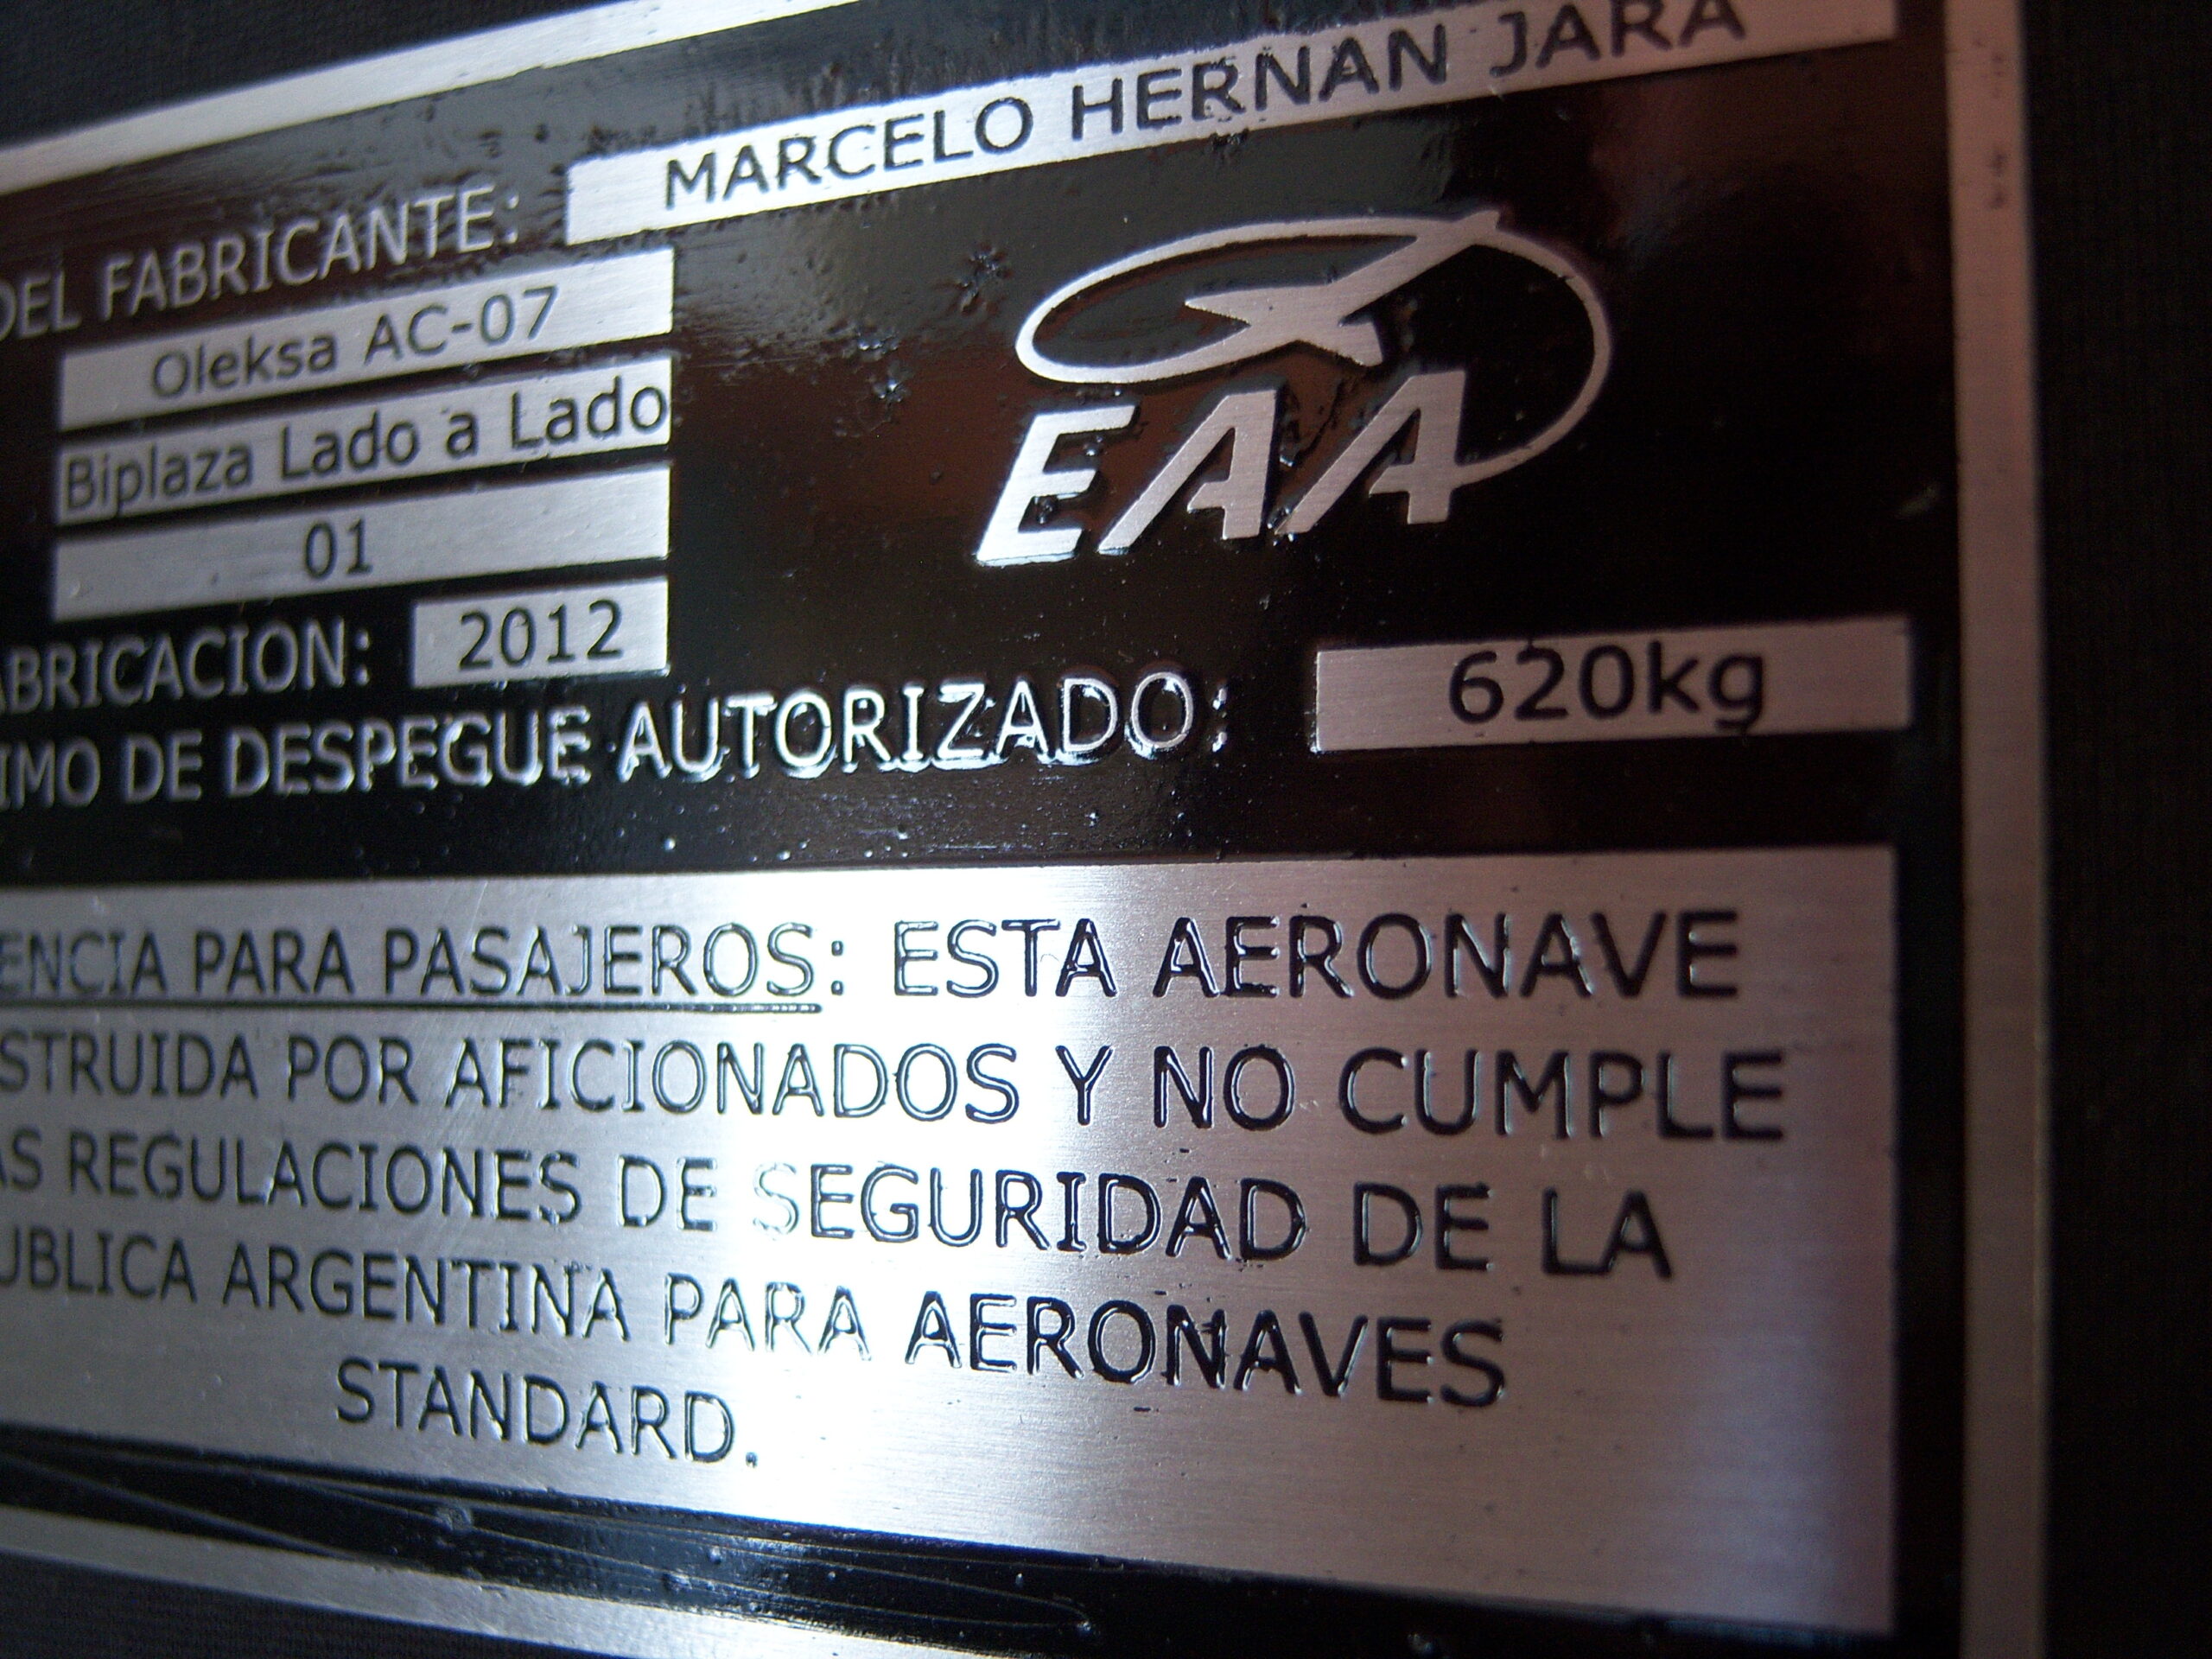 DEL FABRICANTE: MARCELO HERNAN JARA
Oleksa AC-07
Biplaza Lado a Lado
01
EAA
ABRICACION: 2012
IMO DE DESPEGUE AUTORIZADO: 620kg
ENCIA PARA PASAJEROS: ESTA AERONAVE
STRUIDA POR AFICIONADOS Y NO CUMPLE
AS REGULACIONES DE SEGURIDAD DE LA
UBLICA ARGENTINA PARA AERONAVES
STANDARD.